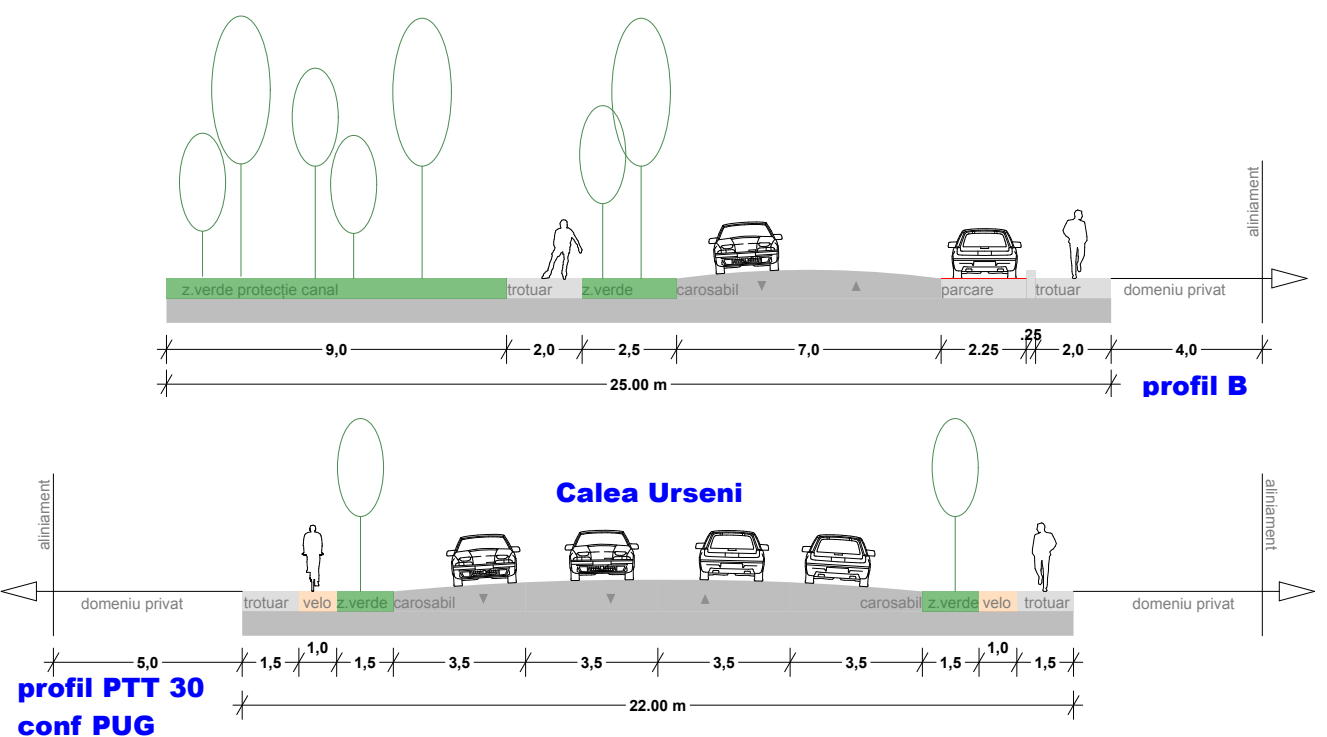 aliniament
z.verde protecție canal trotuar z.verde carosabil parcare trotuar domeniu privat
.25
9,0 2,0 2,5 7,0 2.25 2,0 4,0
25.00 m
profil B
Calea Urseni
aliniament aliniament
domeniu privat trotuar velo z.verde carosabil carosabil z.verde velo trotuar domeniu privat
1,0 1,0
5,0 1,5 1,5 3,5 3,5 3,5 3,5 1,5 1,5
profil PTT 30
22.00 m
conf PUG